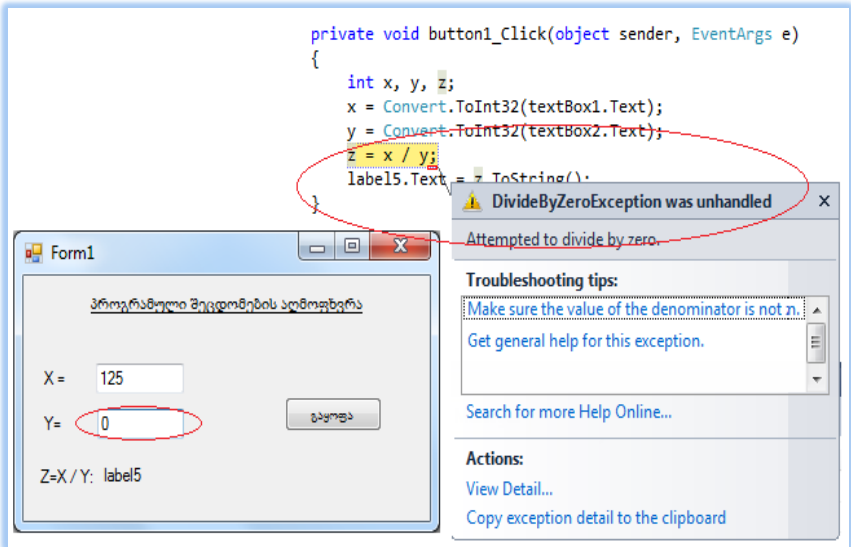 private void button1_Click(object sender, EventArgs e)
{
int x, y, z;
x = Convert.ToInt32(textBox1.Text);
y = Convert.ToInt32(textBox2.Text);
z = x / y;
label5.Text = z.ToString();
}
DivideByZeroException was unhandled
Attempted to divide by zero.
Troubleshooting tips:
Make sure the value of the denominator is not
Get general help for this exception.
Search for more Help Online...
Actions:
View Detail...
Copy exception detail to the clipboard
Form1
პროგრამული შეცდომების აღმოფხვრა
X = 125
Y= 0
გაყოფა
Z=X / Y: label5